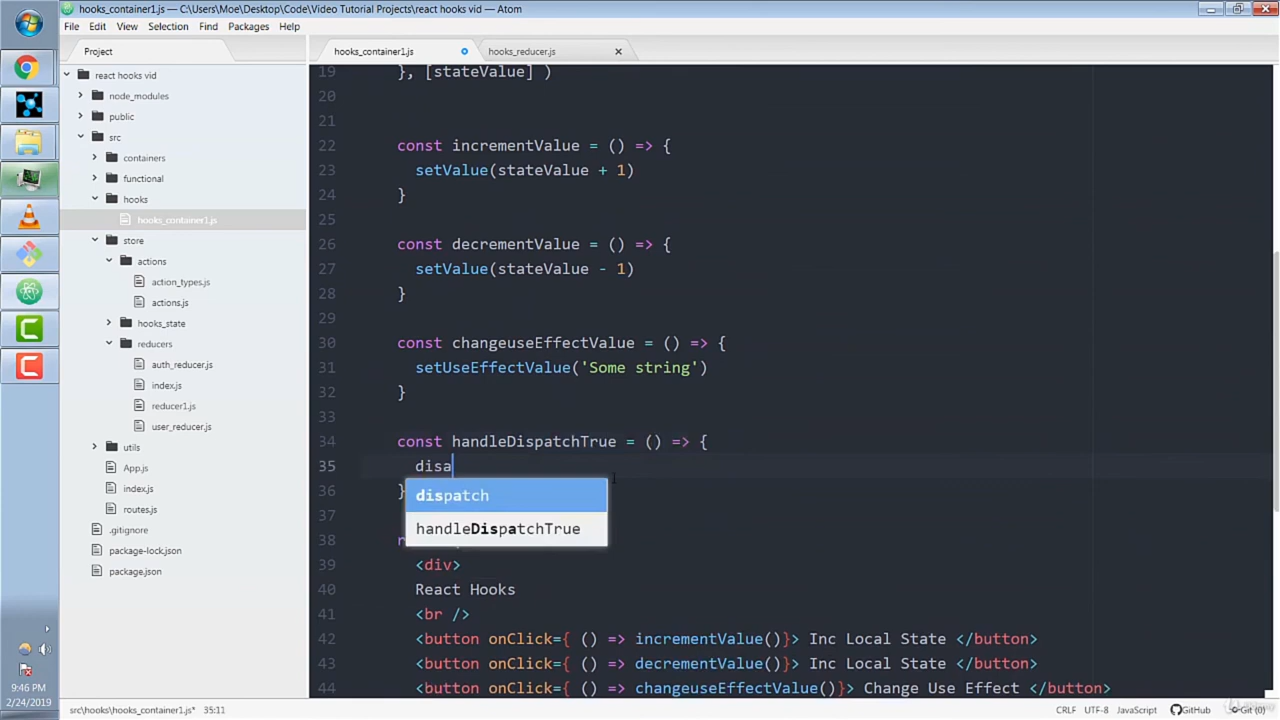 hooks_container1.js — C:\Users\Moe\Desktop\Code\Video Tutorial Projects\react hooks vid — Atom
File Edit View Selection Find Packages Help
Project
hooks_container1.js
hooks_reducer.js
react hooks vid
node_modules
public
src
containers
functional
hooks
hooks_container1.js
store
actions
action_types.js
actions.js
hooks_state
reducers
auth_reducer.js
index.js
reducer1.js
user_reducer.js
utils
App.js
index.js
routes.js
.gitignore
package-lock.json
package.json
19 }, [stateValue] )
20
21
22 const incrementValue = () => {
23 setValue(stateValue + 1)
24 }
25
26 const decrementValue = () => {
27 setValue(stateValue - 1)
28 }
29
30 const changeuseEffectValue = () => {
31 setUseEffectValue('Some string')
32 }
33
34 const handleDispatchTrue = () => {
35 disa
36 }
dispatch
handleDispatchTrue
37
38
39 <div>
40 React Hooks
41 <br />
42 <button onClick={ () => incrementValue()}> Inc Local State </button>
43 <button onClick={ () => decrementValue()}> Inc Local State </button>
44 <button onClick={ () => changeuseEffectValue()}> Change Use Effect </button>
9:46 PM
2/24/2019
src\hooks\hooks_container1.js* 35:11
CRLF UTF-8 JavaScript GitHub Git (0)